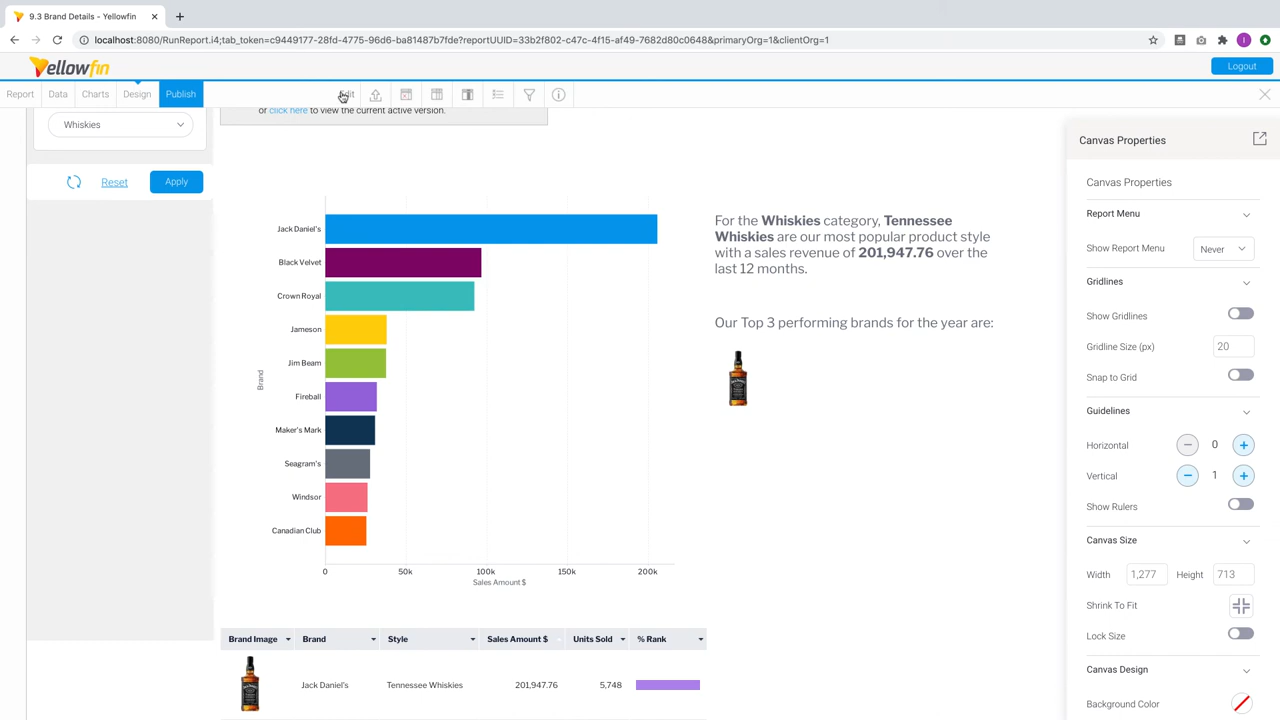 9.3 Brand Details - Yellowfin
localhost:8080/RunReport.i4;tab_token=c9449177-28fd-4775-96d6-ba81487b7fde?reportUUID=33b2f802-c47c-4f15-af49-7682d80c0648&primaryOrg=1&clientOrg=1
I
Yellowfin
Logout
Report Data Charts Design Publish Edit
or click here to view the current active version.
Whiskies
Reset Apply
Jack Daniel's
Black Velvet
Crown Royal
Jameson
Jim Beam
Fireball
Maker's Mark
Seagram's
Windsor
Canadian Club
Brand
0 50k 100k 150k 200k
Sales Amount $
For the Whiskies category, Tennessee
Whiskies are our most popular product style
with a sales revenue of 201,947.76 over the
last 12 months.
Our Top 3 performing brands for the year are:
Brand Image Brand Style Sales Amount $ Units Sold % Rank
Jack Daniel's Tennessee Whiskies 201,947.76 5,748
Canvas Properties
Canvas Properties
Report Menu
Show Report Menu Never
Gridlines
Show Gridlines
Gridline Size (px) 20
Snap to Grid
Guidelines
Horizontal 0
Vertical 1
Show Rulers
Canvas Size
Width 1,277 Height 713
Shrink To Fit
Lock Size
Canvas Design
Background Color